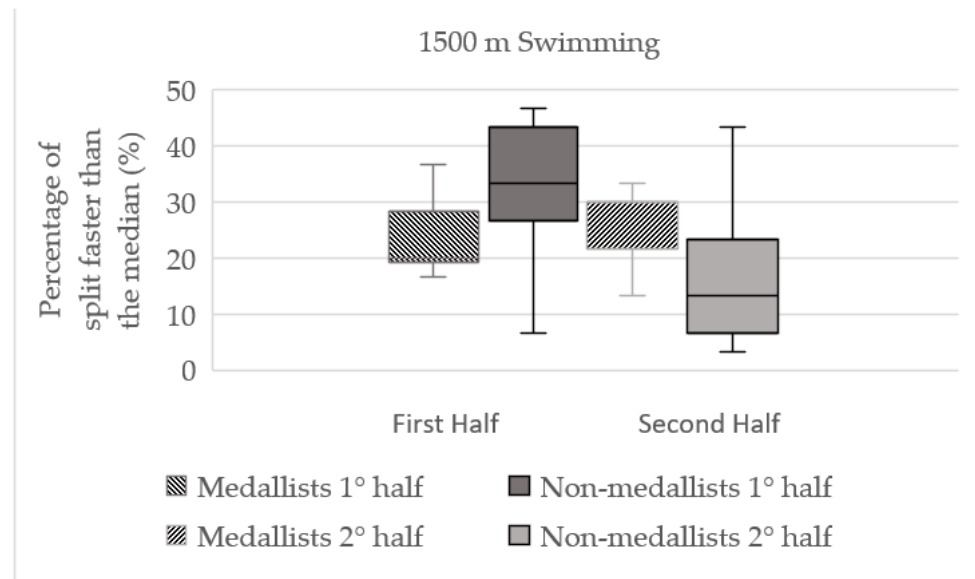 1500 m Swimming
Percentage of
split faster than
the median (%)
50
40
30
20
10
0
First Half
Second Half
Medallists 1° half
Non-medallists 1° half
Medallists 2° half
Non-medallists 2° half